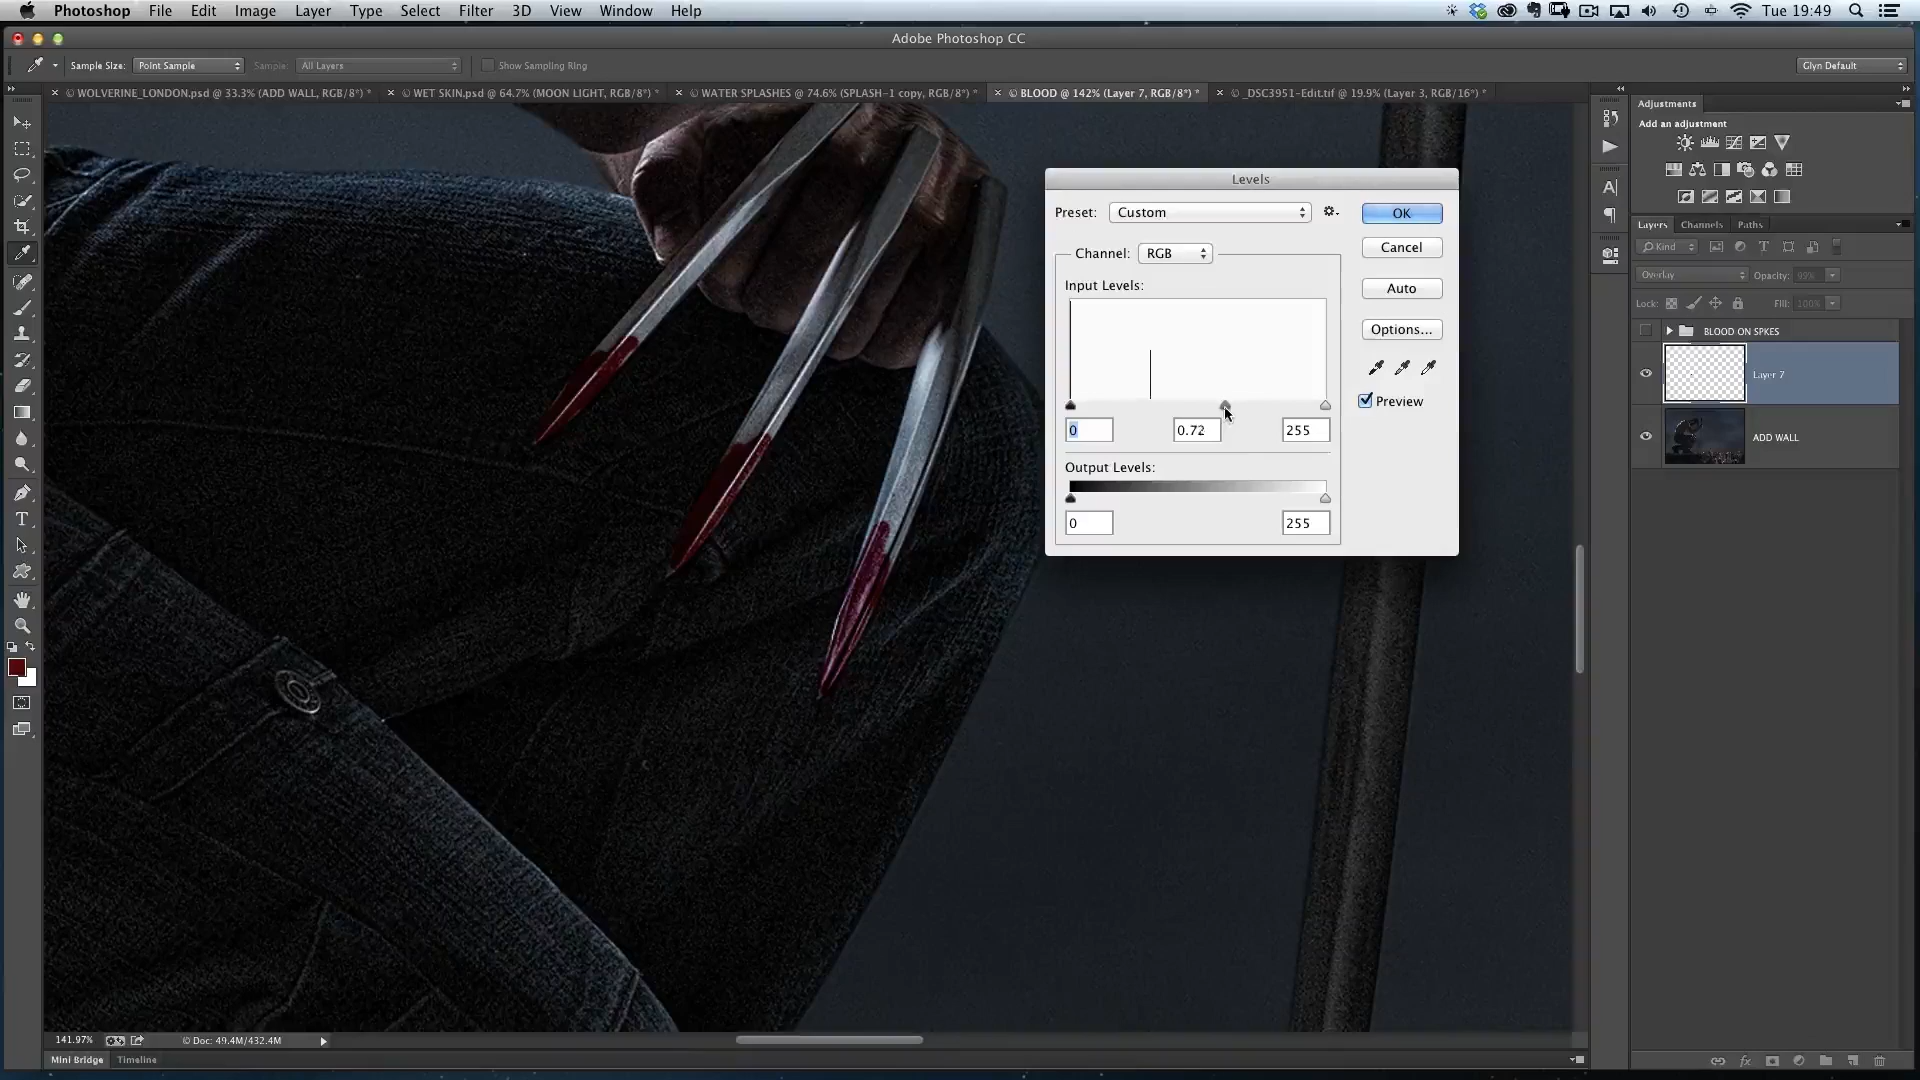 Photoshop File Edit Image Layer Type Select Filter 3D View Window Help Tue 19:49
Adobe Photoshop CC
Sample Size: Point Sample Sample: All Layers Show Sampling Ring Glyn Default
× © WOLVERINE_LONDON.psd @ 33.3% (ADD WALL, RGB/8*) * × © WET SKIN.psd @ 64.7% (MOON LIGHT, RGB/8*) * × © WATER SPLASHES @ 74.6% (SPLASH-1 copy, RGB/8*) * × © BLOOD @ 142% (Layer 7, RGB/8*) * × © _DSC3951-Edit.tif @ 19.9% (Layer 3, RGB/16*) *
Adjustments
Add an adjustment
Layers Channels Paths
Kind
Overlay Opacity: 99%
Lock: Fill: 100%
BLOOD ON SPKES
Layer 7
ADD WALL
Levels
Preset: Custom OK
Cancel
Channel: RGB
Input Levels: Auto
Options...
Preview
0 0.72 255
Output Levels:
0 255
141.97% © Doc: 49.4M/432.4M
Mini Bridge Timeline